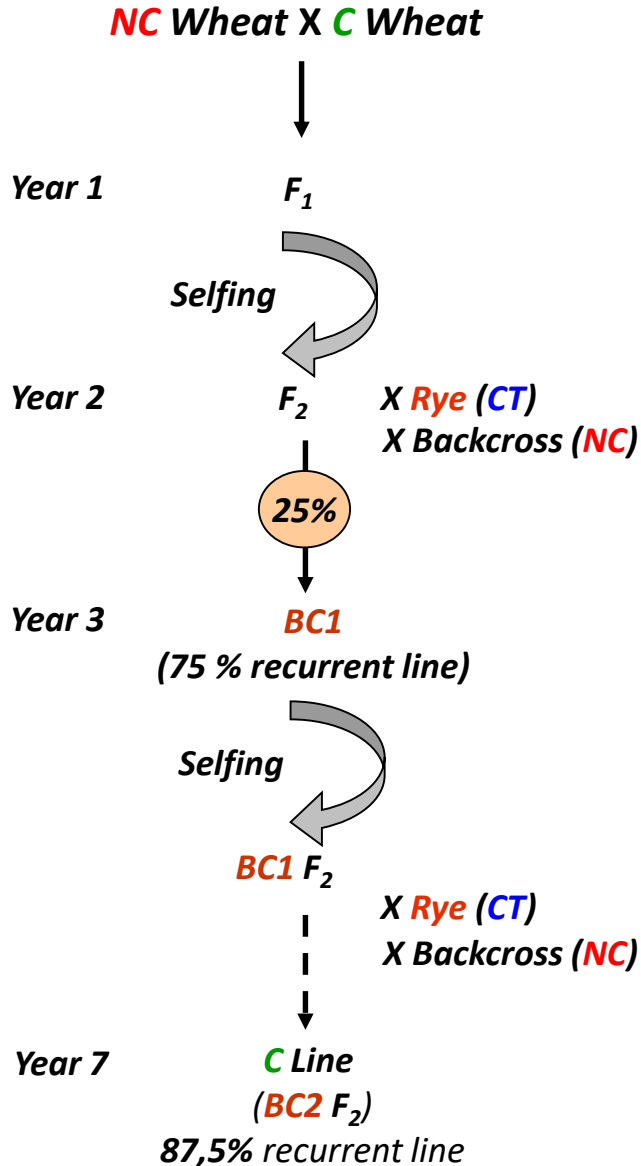 NC Wheat X C Wheat
Year 1 F₁
Selfing
Year 2 F₂ X Rye (CT)
X Backcross (NC)
25%
Year 3 BC1
(75 % recurrent line)
Selfing
BC1 F₂
X Rye (CT)
X Backcross (NC)
Year 7 C Line
(BC2 F₂)
87,5% recurrent line